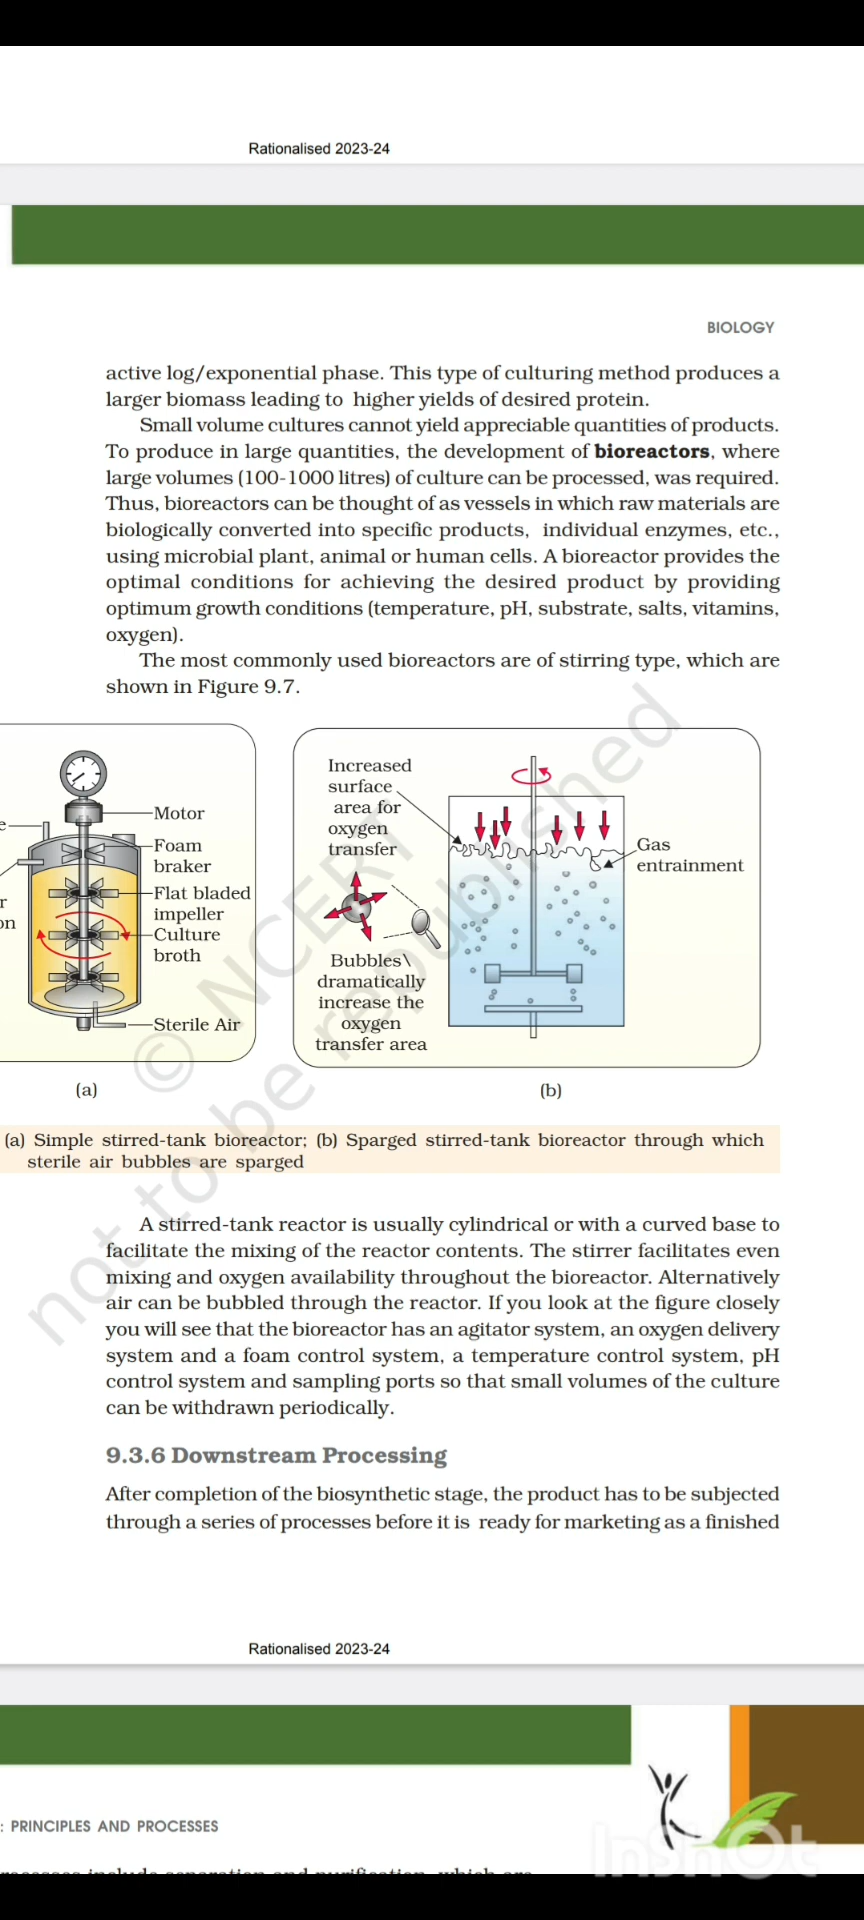 Rationalised 2023-24
BIOLOGY
active log/exponential phase. This type of culturing method produces a
larger biomass leading to higher yields of desired protein.
Small volume cultures cannot yield appreciable quantities of products.
To produce in large quantities, the development of bioreactors, where
large volumes (100-1000 litres) of culture can be processed, was required.
Thus, bioreactors can be thought of as vessels in which raw materials are
biologically converted into specific products, individual enzymes, etc.,
using microbial plant, animal or human cells. A bioreactor provides the
optimal conditions for achieving the desired product by providing
optimum growth conditions (temperature, pH, substrate, salts, vitamins,
oxygen).
The most commonly used bioreactors are of stirring type, which are
shown in Figure 9.7.
Motor
Foam
braker
Flat bladed
impeller
Culture
broth
Sterile Air
(a)
Increased
surface
area for
oxygen
transfer
Gas
entrainment
Bubbles\
dramatically
increase the
oxygen
transfer area
(b)
© NCERT
not to be republished
(a) Simple stirred-tank bioreactor; (b) Sparged stirred-tank bioreactor through which
sterile air bubbles are sparged
A stirred-tank reactor is usually cylindrical or with a curved base to
facilitate the mixing of the reactor contents. The stirrer facilitates even
mixing and oxygen availability throughout the bioreactor. Alternatively
air can be bubbled through the reactor. If you look at the figure closely
you will see that the bioreactor has an agitator system, an oxygen delivery
system and a foam control system, a temperature control system, pH
control system and sampling ports so that small volumes of the culture
can be withdrawn periodically.
9.3.6 Downstream Processing
After completion of the biosynthetic stage, the product has to be subjected
through a series of processes before it is ready for marketing as a finished
Rationalised 2023-24
: PRINCIPLES AND PROCESSES
include separation and purification, which are
InShOt